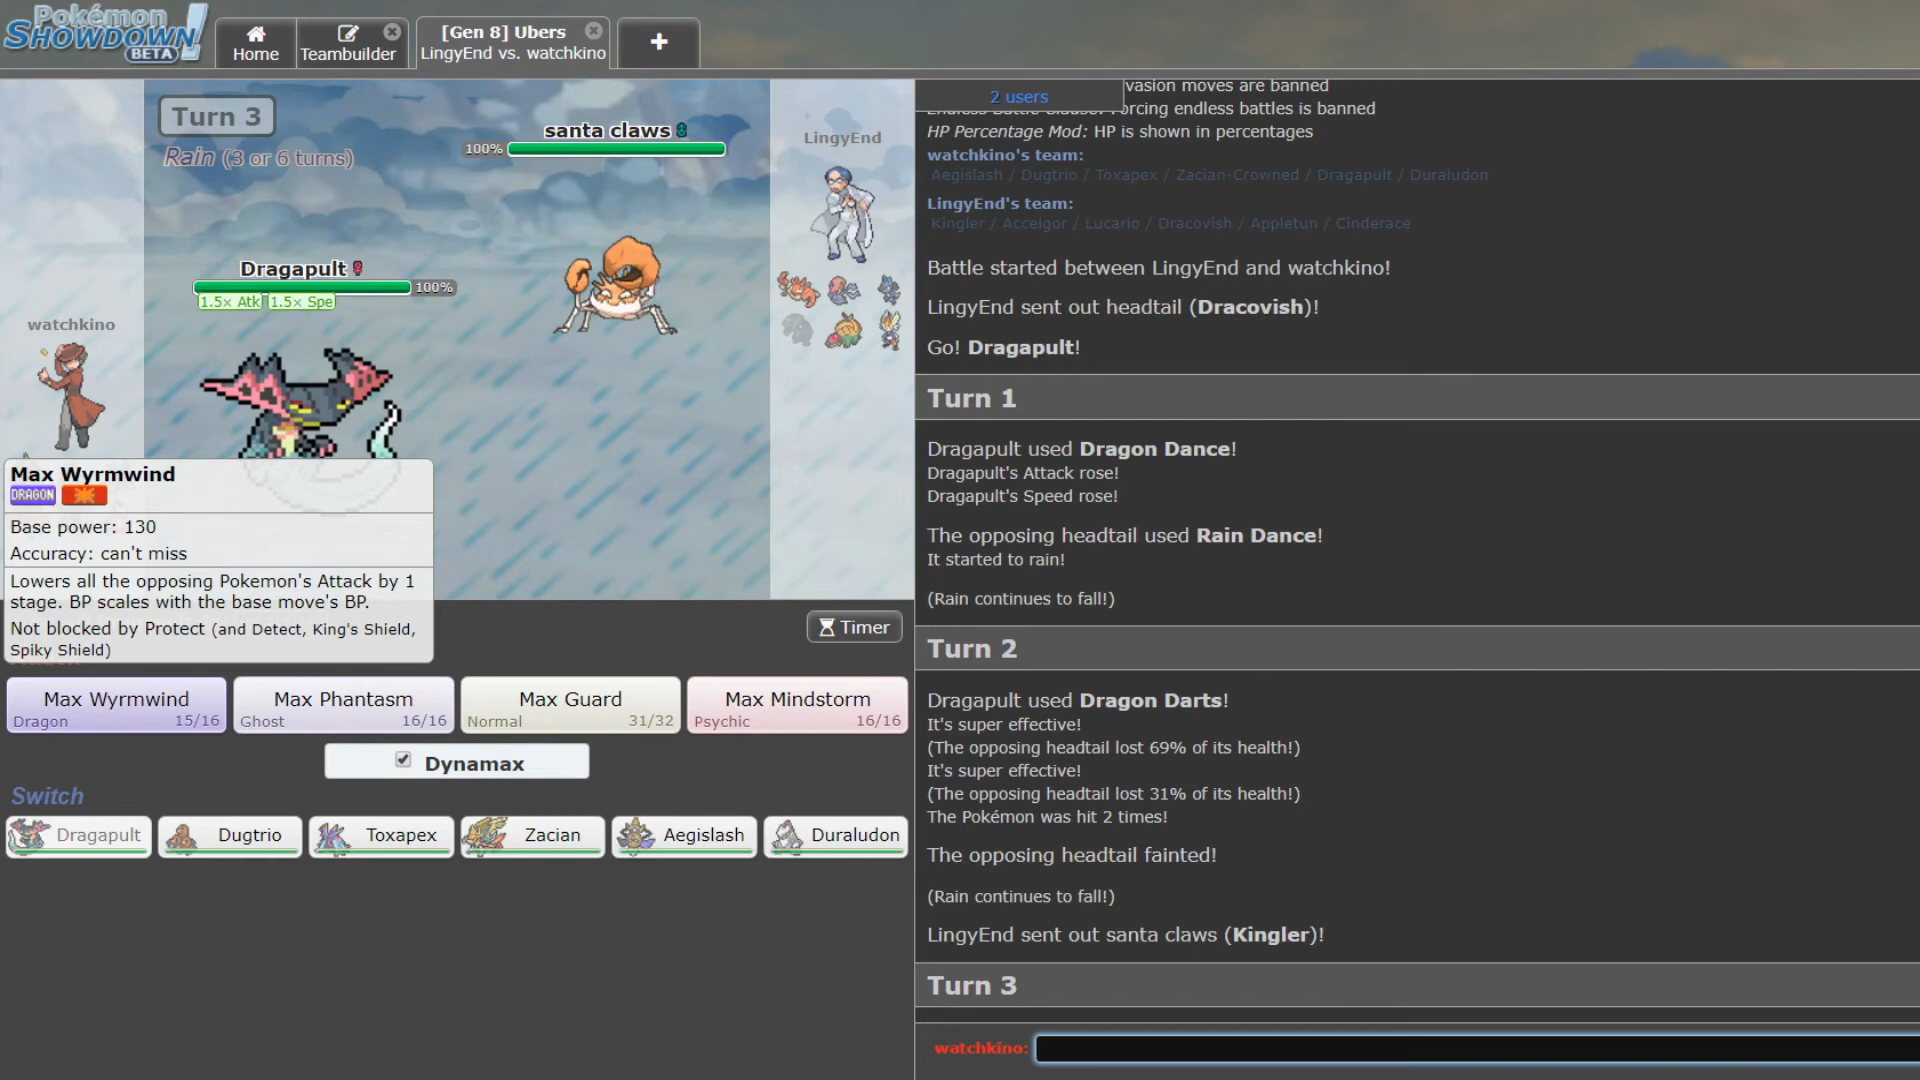 Pokémon
SHOWDOWN!
BETA
Home
Teambuilder
[Gen 8] Ubers
LingyEnd vs. watchkino
+
Turn 3
Rain (3 or 6 turns)
santa claws
100%
LingyEnd
Dragapult
100%
1.5× Atk 1.5× Spe
watchkino
Max Wyrmwind
DRAGON
Base power: 130
Accuracy: can't miss
Lowers all the opposing Pokemon's Attack by 1
stage. BP scales with the base move's BP.
Not blocked by Protect (and Detect, King's Shield,
Spiky Shield)
Timer
Max Wyrmwind
Dragon 15/16
Max Phantasm
Ghost 16/16
Max Guard
Normal 31/32
Max Mindstorm
Psychic 16/16
Dynamax
Switch
Dragapult
Dugtrio
Toxapex
Zacian
Aegislash
Duraludon
2 users
vasion moves are banned
orcing endless battles is banned
HP Percentage Mod: HP is shown in percentages
watchkino's team:
Aegislash / Dugtrio / Toxapex / Zacian-Crowned / Dragapult / Duraludon
LingyEnd's team:
Kingler / Accelgor / Lucario / Dracovish / Appletun / Cinderace
Battle started between LingyEnd and watchkino!
LingyEnd sent out headtail (Dracovish)!
Go! Dragapult!
Turn 1
Dragapult used Dragon Dance!
Dragapult's Attack rose!
Dragapult's Speed rose!
The opposing headtail used Rain Dance!
It started to rain!
(Rain continues to fall!)
Turn 2
Dragapult used Dragon Darts!
It's super effective!
(The opposing headtail lost 69% of its health!)
It's super effective!
(The opposing headtail lost 31% of its health!)
The Pokémon was hit 2 times!
The opposing headtail fainted!
(Rain continues to fall!)
LingyEnd sent out santa claws (Kingler)!
Turn 3
watchkino: